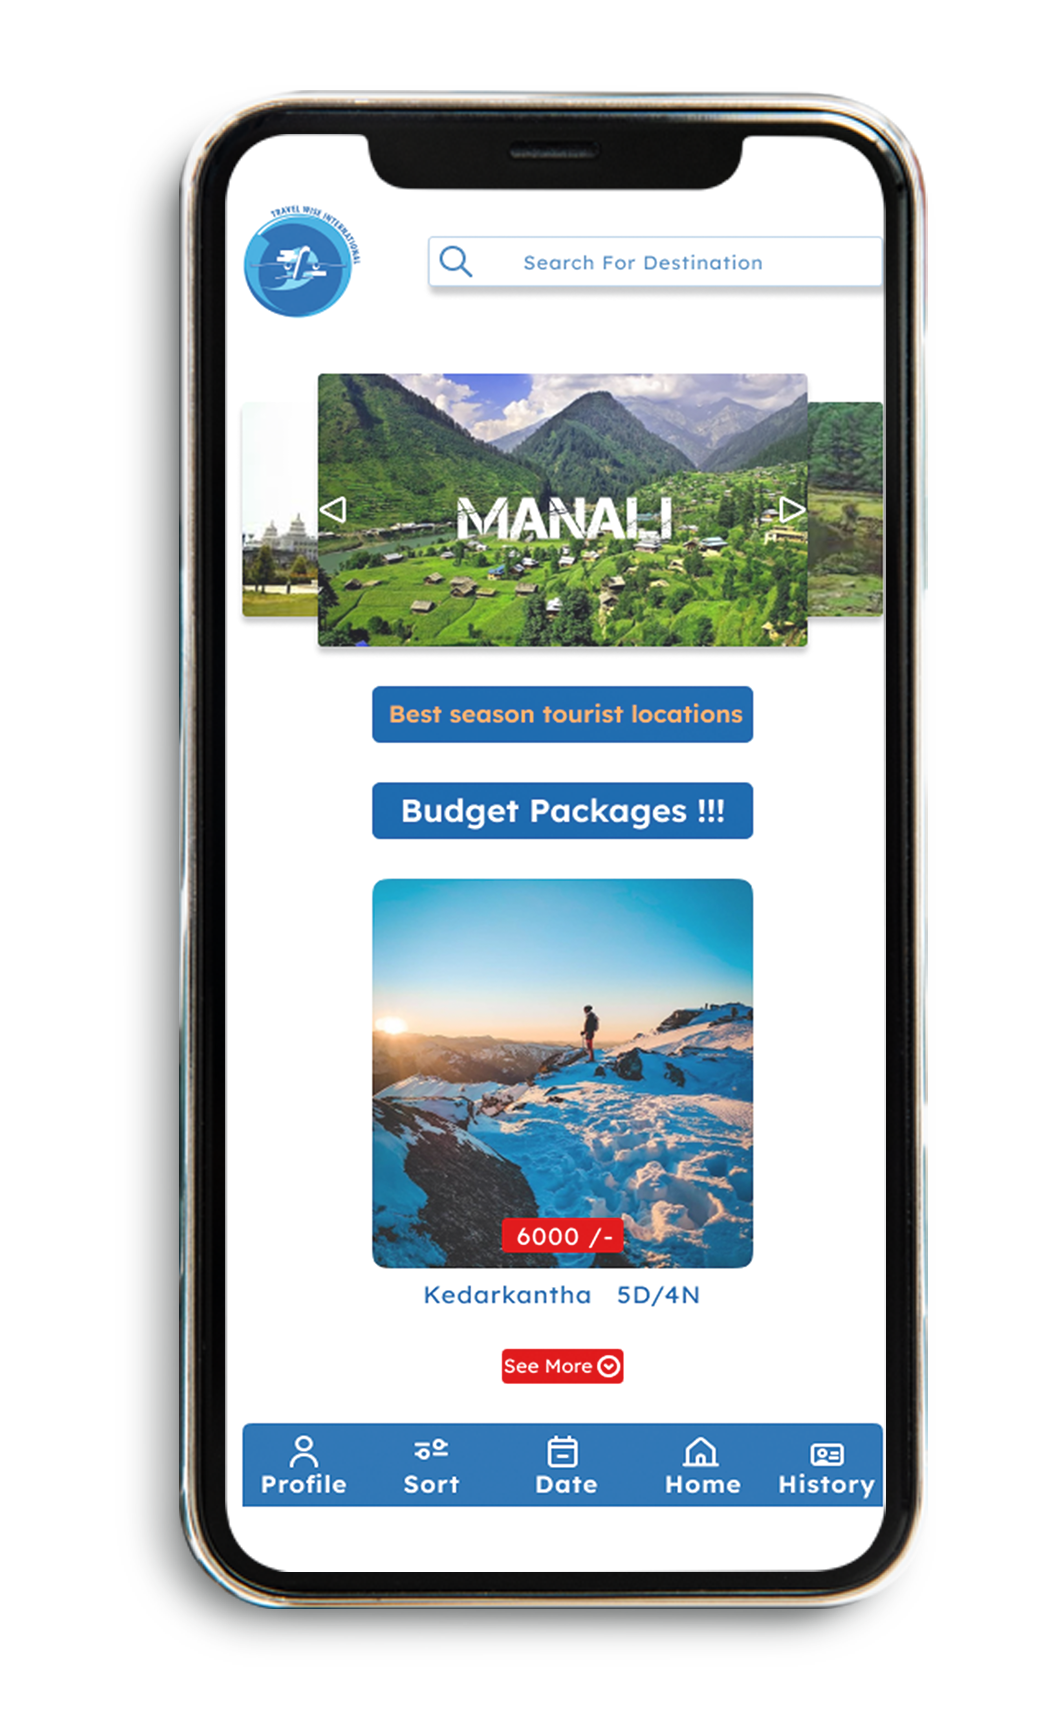 TRAVEL WISE INTERNATIONAL
Search For Destination
MANALI
Best season tourist locations
Budget Packages !!!
6000 /-
Kedarkantha 5D/4N
See More
Profile Sort Date Home History